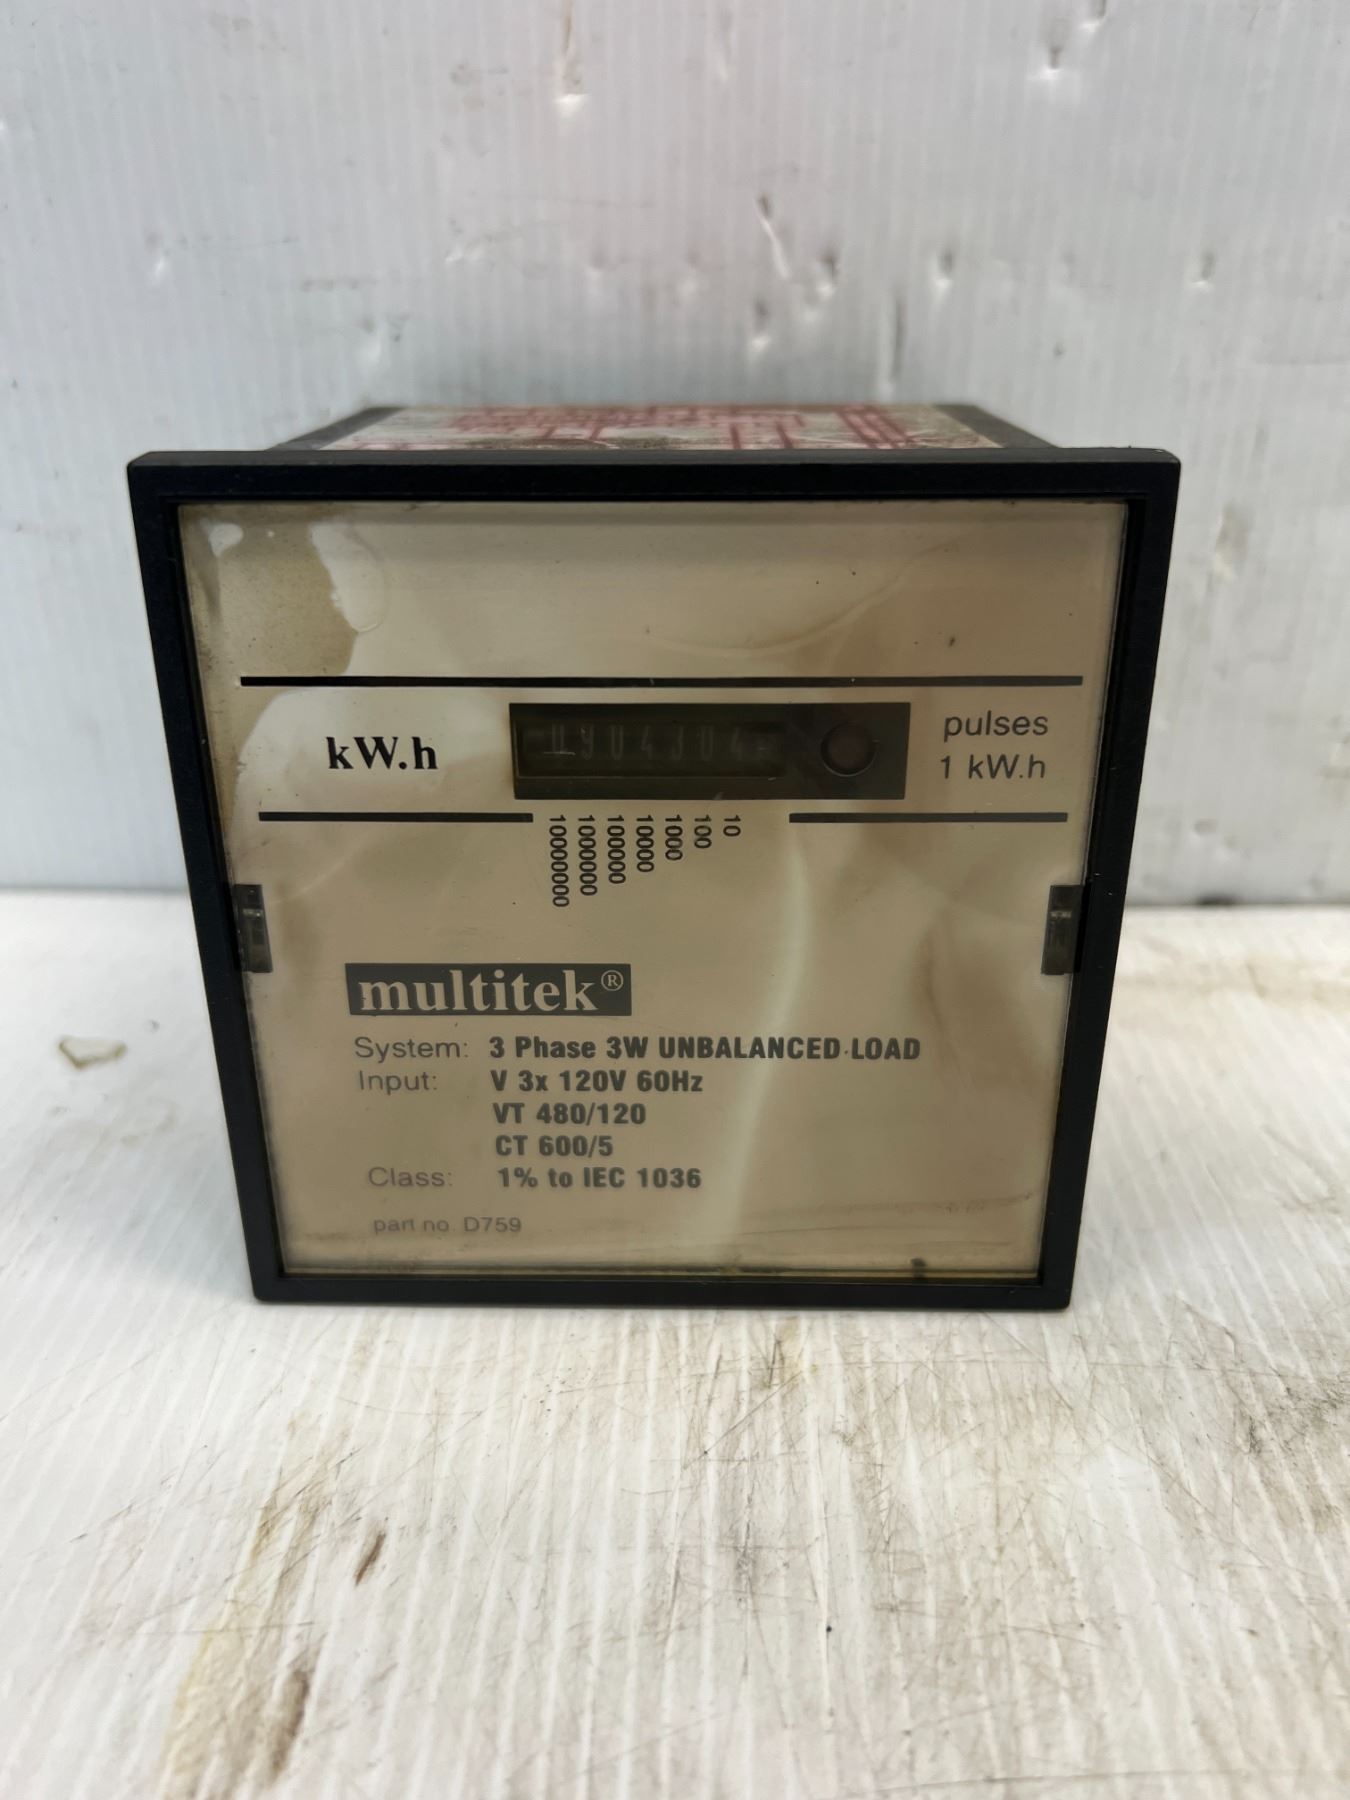 kW.h
pulses
1 kW.h
10000000
1000000
100000
10000
1000
100
10
multitek®
System: 3 Phase 3W UNBALANCED LOAD
Input: V 3x 120V 60Hz
VT 480/120
CT 600/5
Class: 1% to IEC 1036
part no. D759